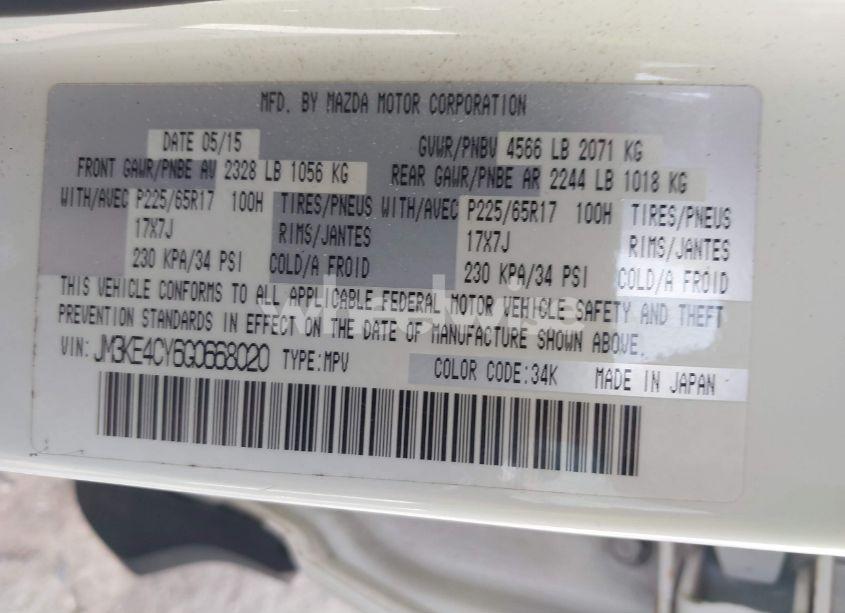 MFD. BY MAZDA MOTOR CORPORATION
DATE 05/15 GVWR/PNBV 4566 LB 2071 KG
FRONT GAWR/PNBE AV 2328 LB 1056 KG REAR GAWR/PNBE AR 2244 LB 1018 KG
WITH/AVEC P225/65R17 100H TIRES/PNEUS WITH/AVEC P225/65R17 100H TIRES/PNEUS
17X7J RIMS/JANTES 17X7J RIMS/JANTES
230 KPA/34 PSI COLD/A FROID 230 KPA/34 PSI COLD/A FROID
THIS VEHICLE CONFORMS TO ALL APPLICABLE FEDERAL MOTOR VEHICLE SAFETY AND THEFT
PREVENTION STANDARDS IN EFFECT ON THE DATE OF MANUFACTURE SHOWN ABOVE.
VIN: JM3KE4CY6G0668020 TYPE:MPV COLOR CODE:34K MADE IN JAPAN